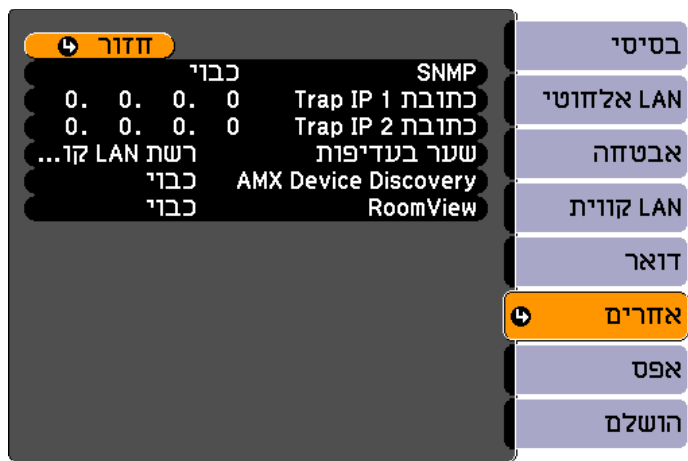 בסיסי
LAN אלחוטי
אבטחה
LAN קווית
דואר
אחרים
אפס
הושלם
חזור
SNMP כבוי
כתובת Trap IP 1 0. 0. 0. 0
כתובת Trap IP 2 0. 0. 0. 0
שער בעדיפות רשת LAN קו...
AMX Device Discovery כבוי
RoomView כבוי